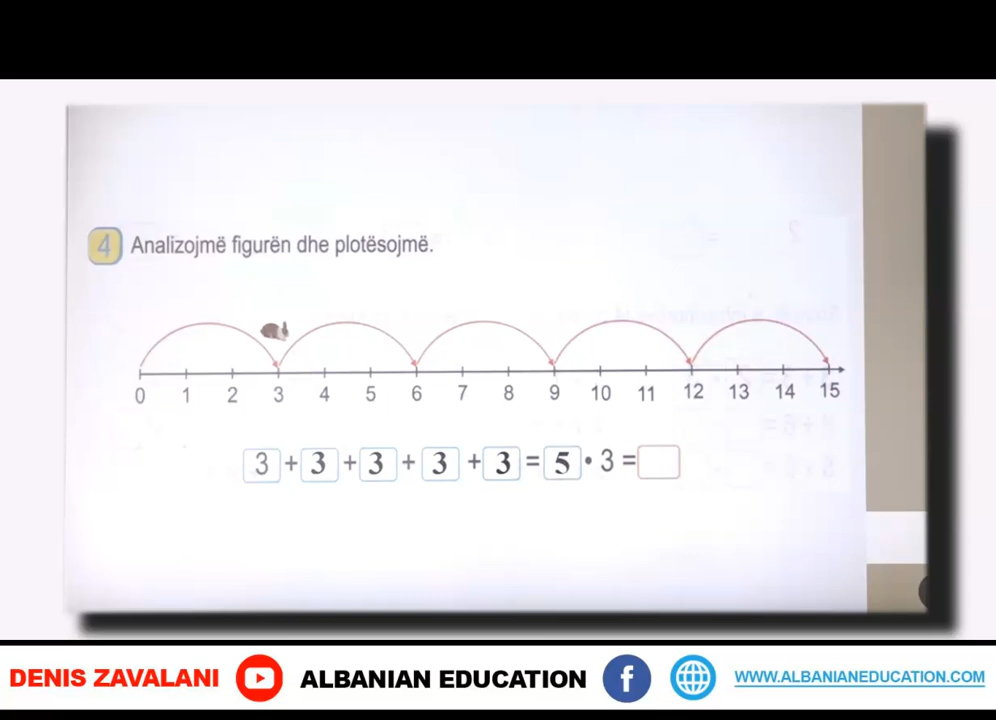 4 Analizojmë figurën dhe plotësojmë.
0 1 2 3 4 5 6 7 8 9 10 11 12 13 14 15
3 + 3 + 3 + 3 + 3 = 5 • 3 =
DENIS ZAVALANI ALBANIAN EDUCATION f WWW.ALBANIANEDUCATION.COM